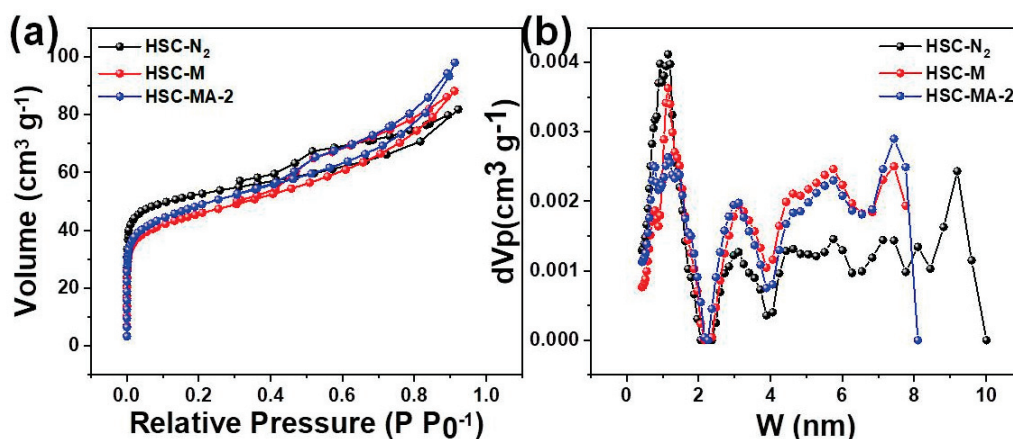 (a)
HSC-N2
HSC-M
HSC-MA-2
Volume (cm3 g-1)
100
80
60
40
20
0
0.0 0.2 0.4 0.6 0.8 1.0
Relative Pressure (P P0-1)
(b)
HSC-N2
HSC-M
HSC-MA-2
dVp(cm3 g-1)
0.004
0.003
0.002
0.001
0.000
0 2 4 6 8 10
W (nm)